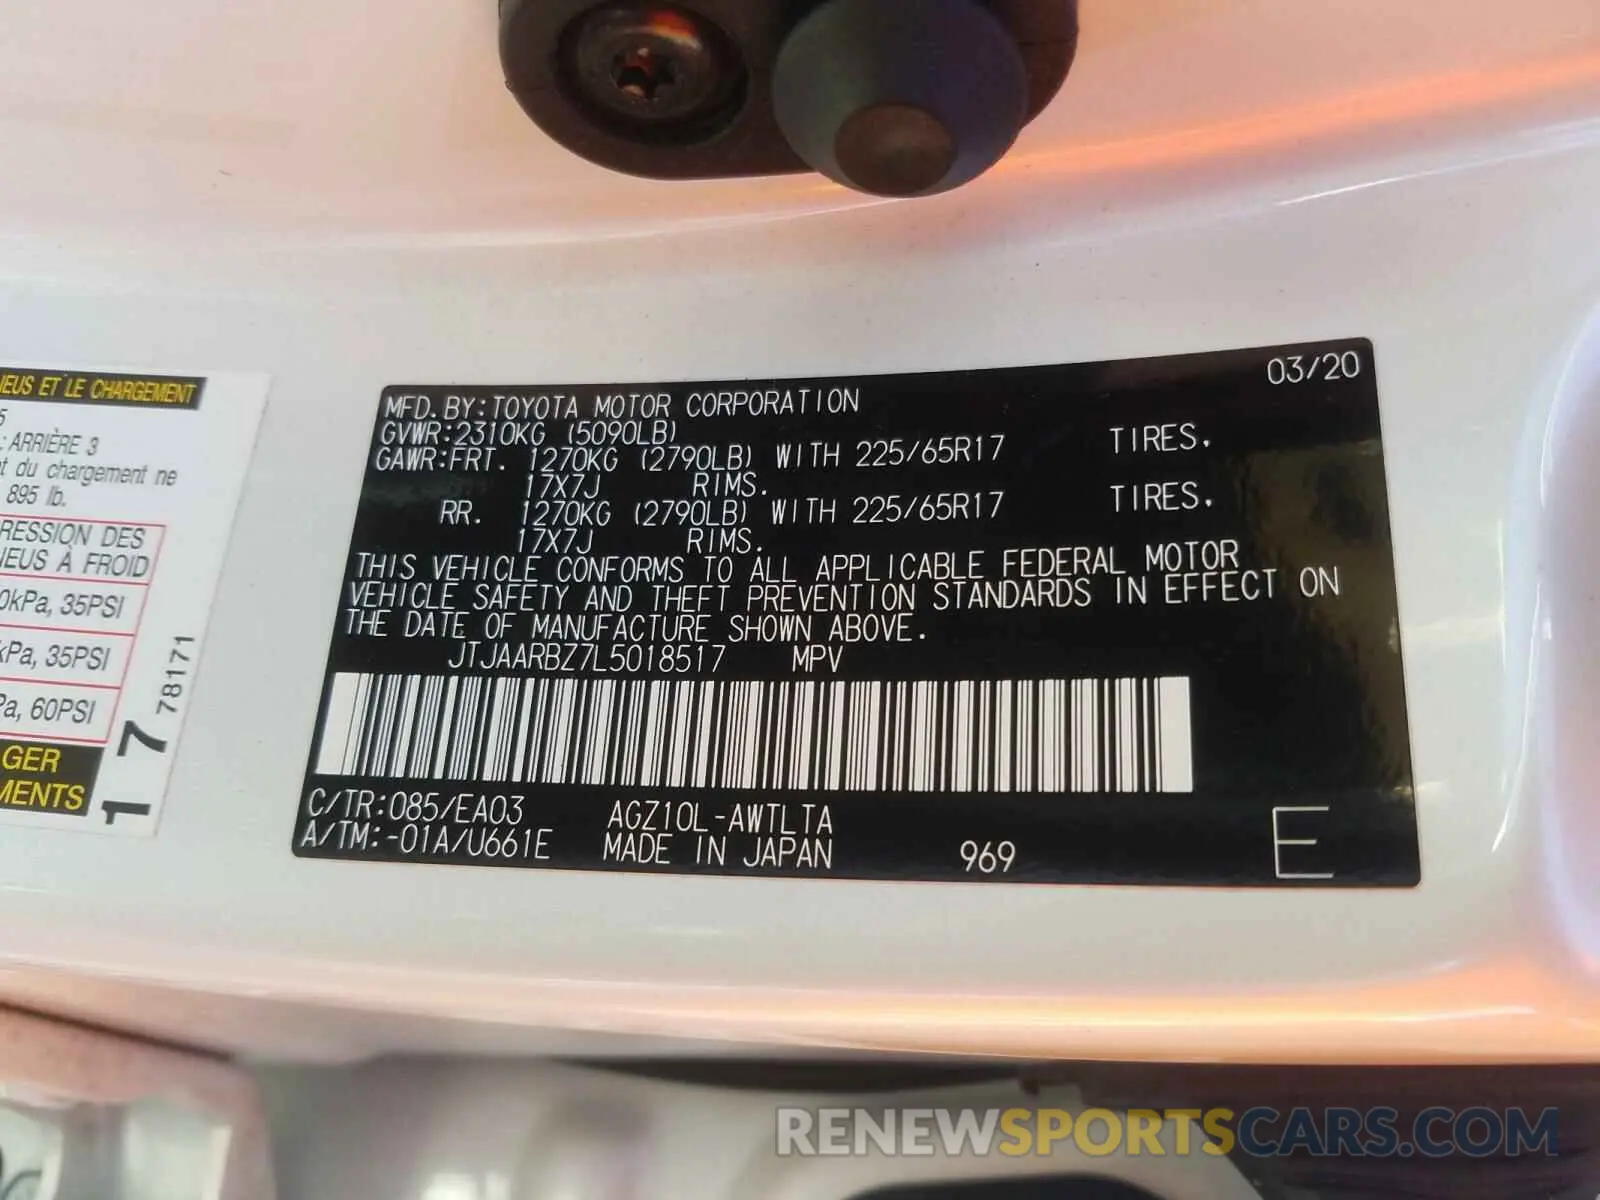 NEUS ET LE CHARGEMENT
5
: ARRIÈRE 3
du chargement ne
895 lb.
RESSION DES
NEUS À FROID
0kPa, 35PSI
kPa, 35PSI
Pa, 60PSI
GER
MENTS
17
78171
03/20
MFD. BY: TOYOTA MOTOR CORPORATION
GVWR: 2310KG (5090LB)
GAWR: FRT. 1270KG (2790LB) WITH 225/65R17 TIRES.
17X7J RIMS.
RR. 1270KG (2790LB) WITH 225/65R17 TIRES.
17X7J RIMS.
THIS VEHICLE CONFORMS TO ALL APPLICABLE FEDERAL MOTOR
VEHICLE SAFETY AND THEFT PREVENTION STANDARDS IN EFFECT ON
THE DATE OF MANUFACTURE SHOWN ABOVE.
JTJAARBZ7L5018517 MPV
C/TR: 085/EA03 AGZ10L-AWTLTA
A/TM: -01A/U661E MADE IN JAPAN 969 E
RENEWSPORTSCARS.COM